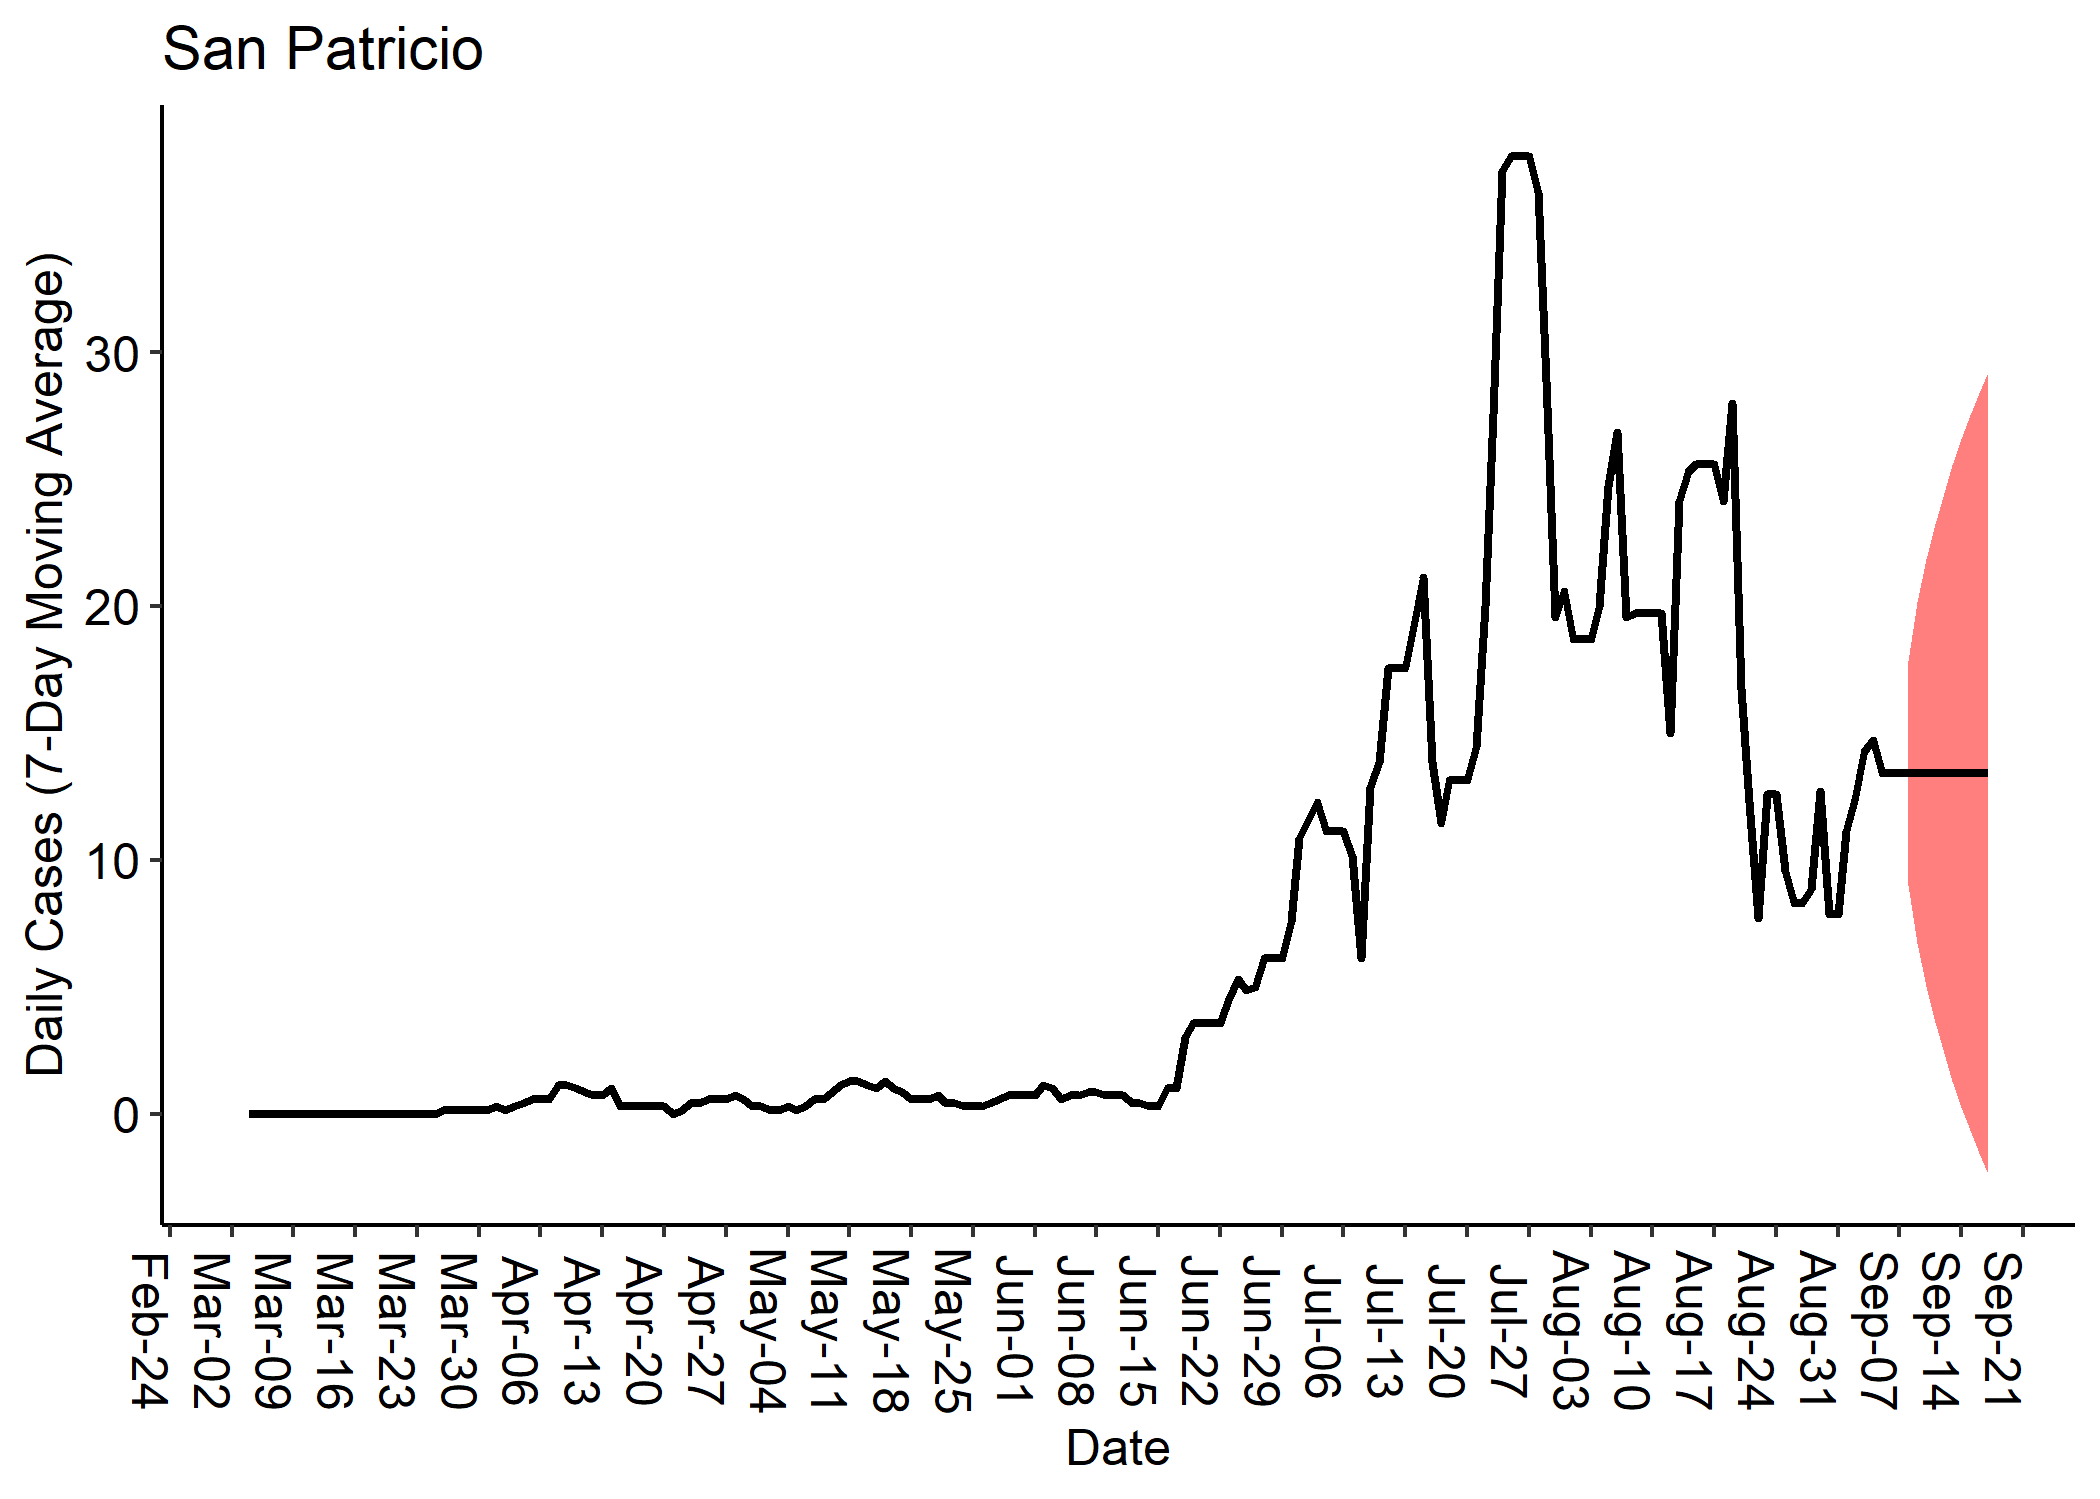 San Patricio
Daily Cases (7-Day Moving Average)
30
20
10
0
Feb-24
Mar-02
Mar-09
Mar-16
Mar-23
Mar-30
Apr-06
Apr-13
Apr-20
Apr-27
May-04
May-11
May-18
May-25
Jun-01
Jun-08
Jun-15
Jun-22
Jun-29
Jul-06
Jul-13
Jul-20
Jul-27
Aug-03
Aug-10
Aug-17
Aug-24
Aug-31
Sep-07
Sep-14
Sep-21
Date